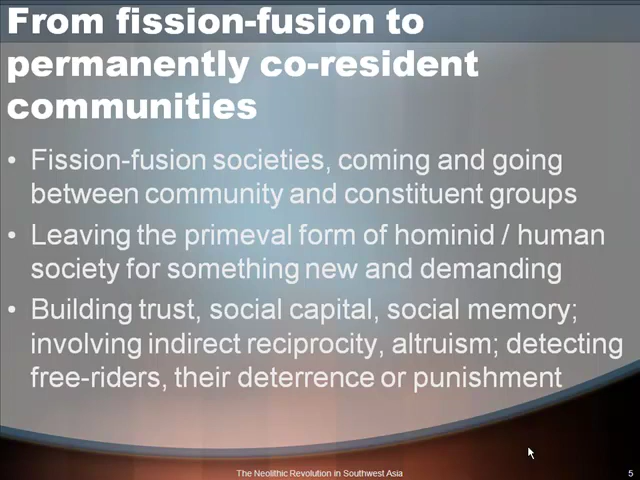 From fission-fusion to
permanently co-resident
communities
• Fission-fusion societies, coming and going
between community and constituent groups
• Leaving the primeval form of hominid / human
society for something new and demanding
• Building trust, social capital, social memory;
involving indirect reciprocity, altruism; detecting
free-riders, their deterrence or punishment
The Neolithic Revolution in Southwest Asia
5